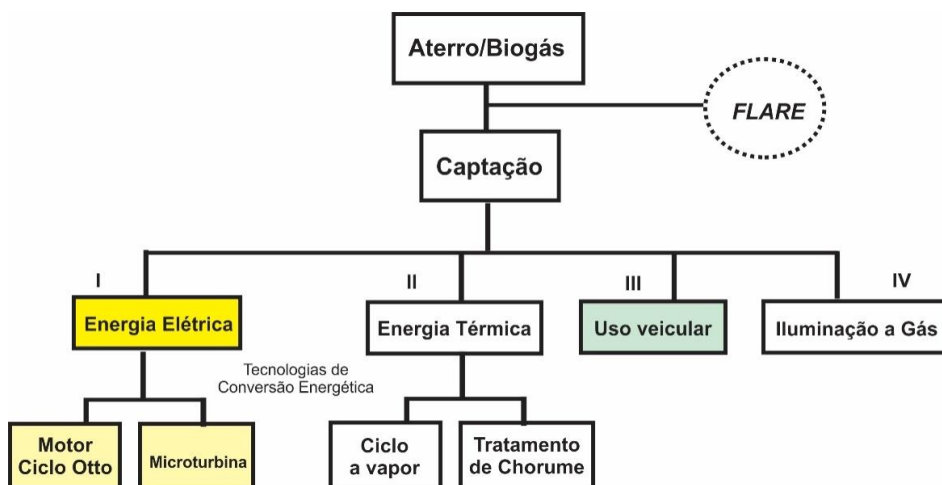 Aterro/Biogás
FLARE
Captação
I
II
III
IV
Energia Elétrica
Energia Térmica
Uso veicular
Iluminação a Gás
Tecnologias de
Conversão Energética
Motor
Ciclo Otto
Microturbina
Ciclo
a vapor
Tratamento
de Chorume